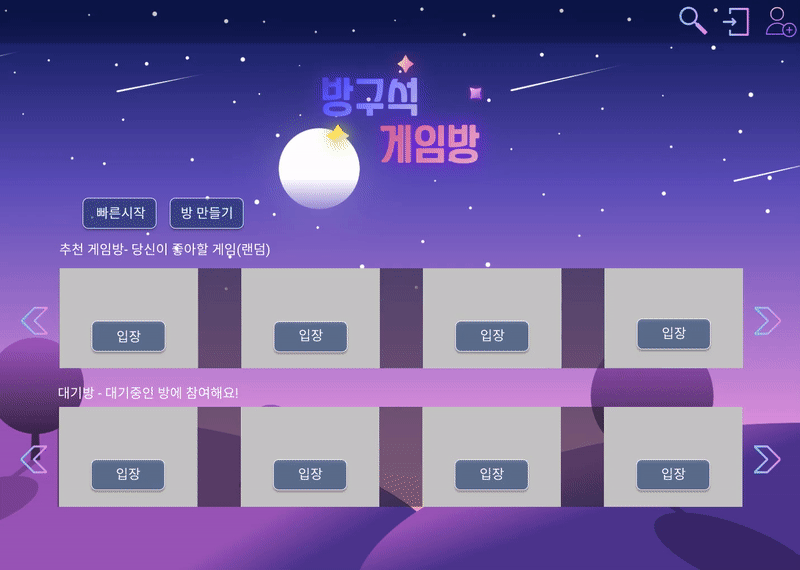 방구석
게임방
빠른시작 방 만들기
추천 게임방- 당신이 좋아할 게임(랜덤)
입장 입장 입장 입장
대기방 - 대기중인 방에 참여해요!
입장 입장 입장 입장